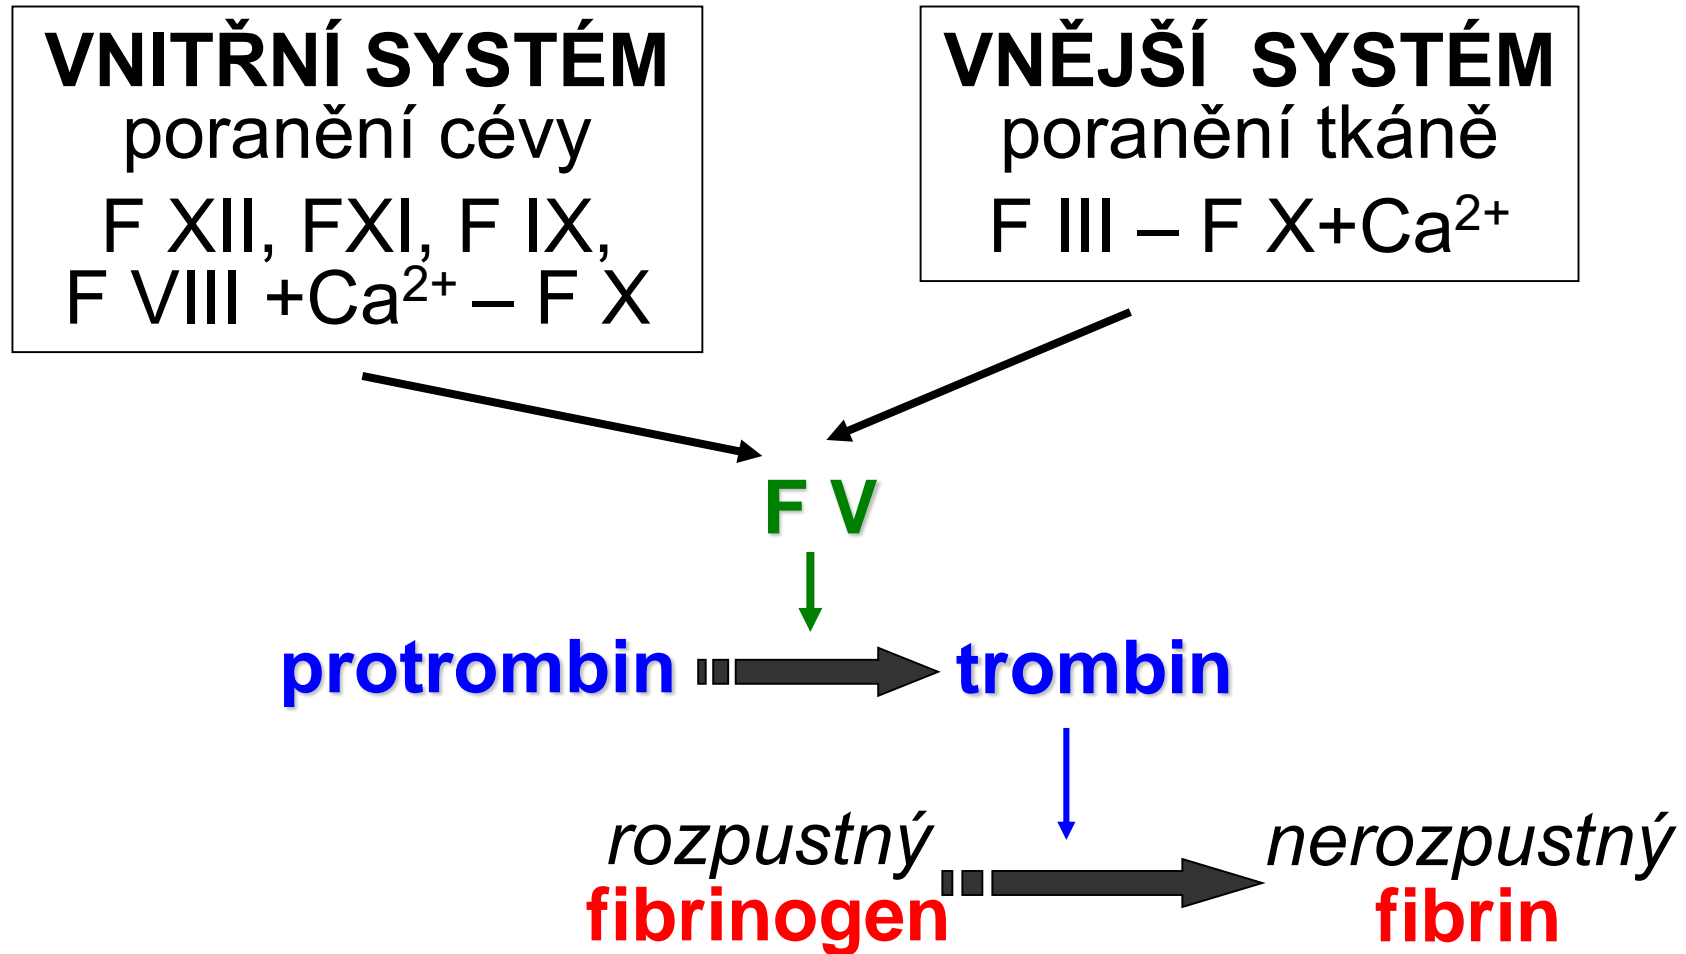 VNITŘNÍ SYSTÉM
poranění cévy
F XII, FXI, F IX,
F VIII +Ca²⁺ – F X
VNĚJŠÍ SYSTÉM
poranění tkáně
F III – F X+Ca²⁺
F V
protrombin
trombin
rozpustný
fibrinogen
nerozpustný
fibrin